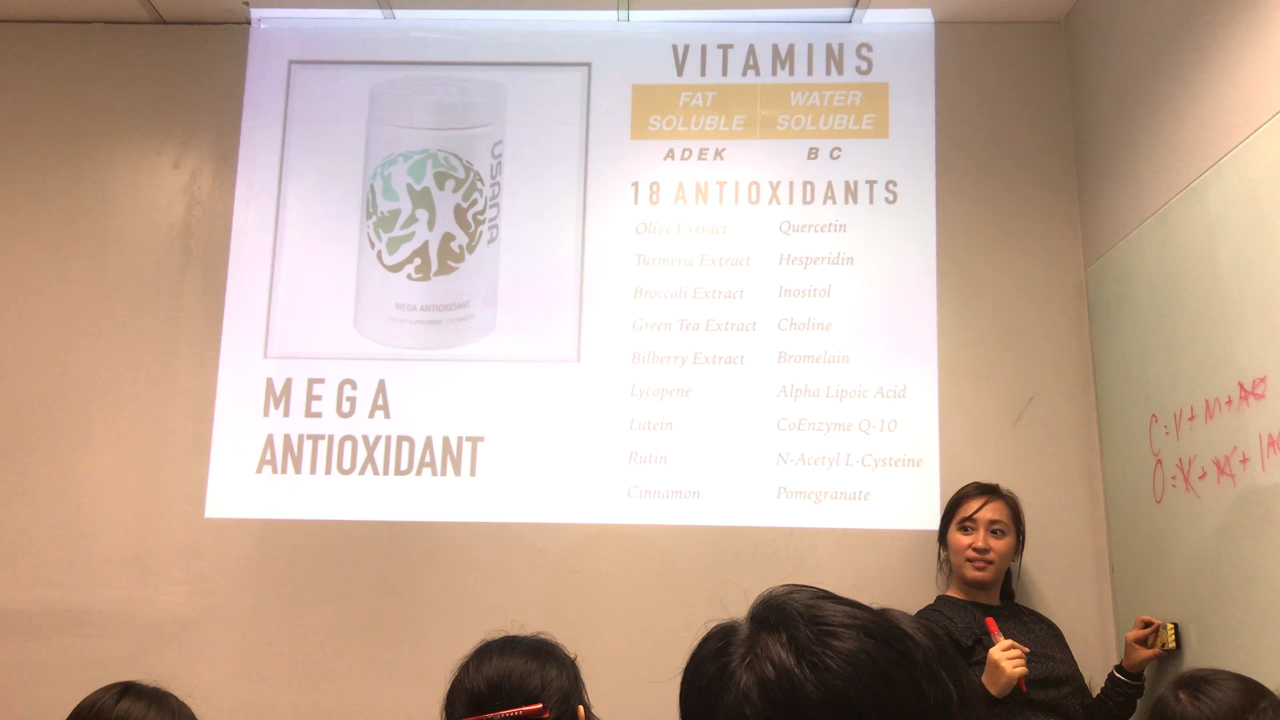 USANA
MEGA ANTIOXIDANT
MEGA
ANTIOXIDANT
VITAMINS
FAT SOLUBLE
WATER SOLUBLE
ADEK
B C
18 ANTIOXIDANTS
Olive Extract
Quercetin
Turmeric Extract
Hesperidin
Broccoli Extract
Inositol
Green Tea Extract
Choline
Bilberry Extract
Bromelain
Lycopene
Alpha Lipoic Acid
Lutein
CoEnzyme Q-10
Rutin
N-Acetyl L-Cysteine
Cinnamon
Pomegranate
C = V + M + AO
O = V + M +